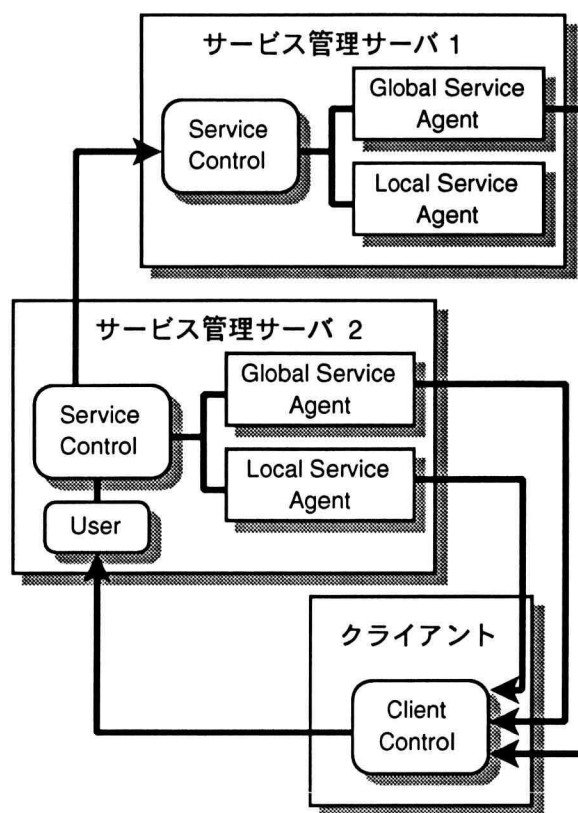 サービス管理サーバ 1
Service
Control
Global Service
Agent
Local Service
Agent
サービス管理サーバ 2
Service
Control
User
Global Service
Agent
Local Service
Agent
クライアント
Client
Control